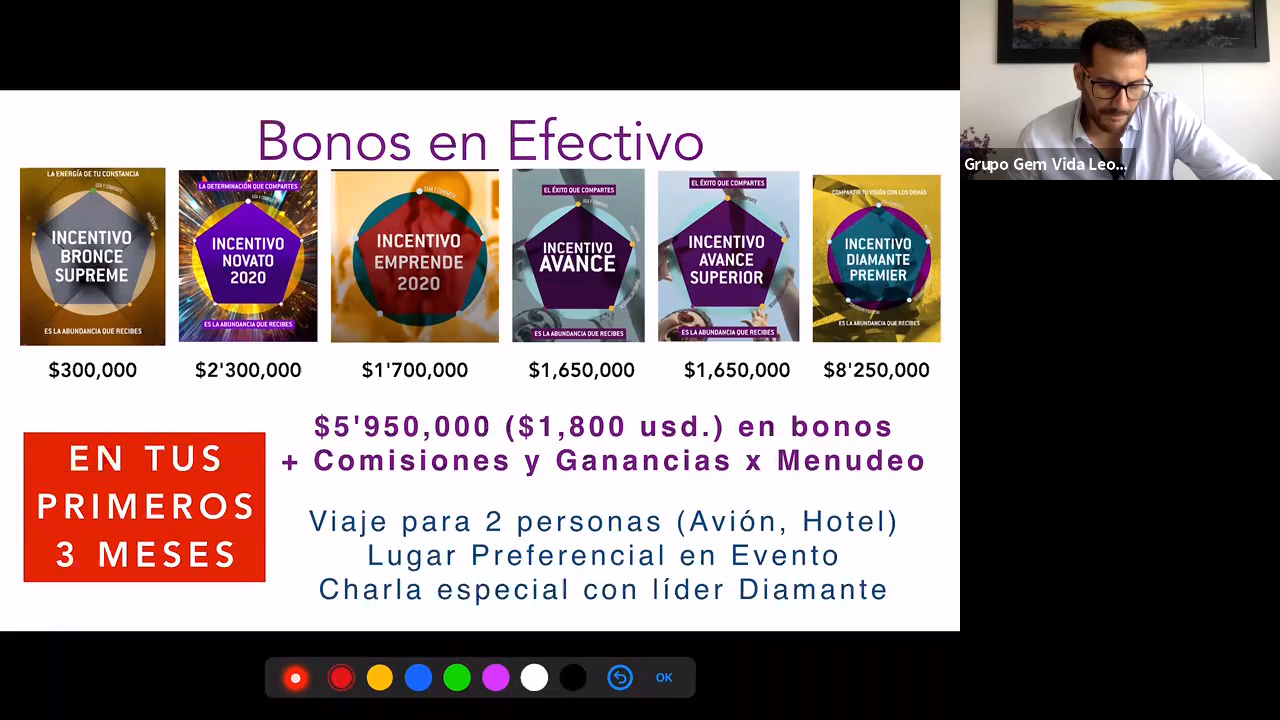 Bonos en Efectivo
LA ENERGÍA DE TU CONSTANCIA
USA Y COMPARTE
INCENTIVO
BRONCE
SUPREME
ES LA ABUNDANCIA QUE RECIBES
$300,000
LA DETERMINACIÓN QUE COMPARTES
USA Y COMPARTE
INCENTIVO
NOVATO
2020
ES LA ABUNDANCIA QUE RECIBES
$2'300,000
INCENTIVO
EMPRENDE
2020
$1'700,000
EL ÉXITO QUE COMPARTES
INCENTIVO
AVANCE
ES LA ABUNDANCIA QUE RECIBES
$1,650,000
EL ÉXITO QUE COMPARTES
INCENTIVO
AVANCE
SUPERIOR
ES LA ABUNDANCIA QUE RECIBES
$1,650,000
COMPARTIR TU VISIÓN CON LOS DEMÁS
INCENTIVO
DIAMANTE
PREMIER
ES LA ABUNDANCIA QUE RECIBES
$8'250,000
$5'950,000 ($1,800 usd.) en bonos
+ Comisiones y Ganancias x Menudeo
EN TUS
PRIMEROS
3 MESES
Viaje para 2 personas (Avión, Hotel)
Lugar Preferencial en Evento
Charla especial con líder Diamante
OK
Grupo Gem Vida Leo...